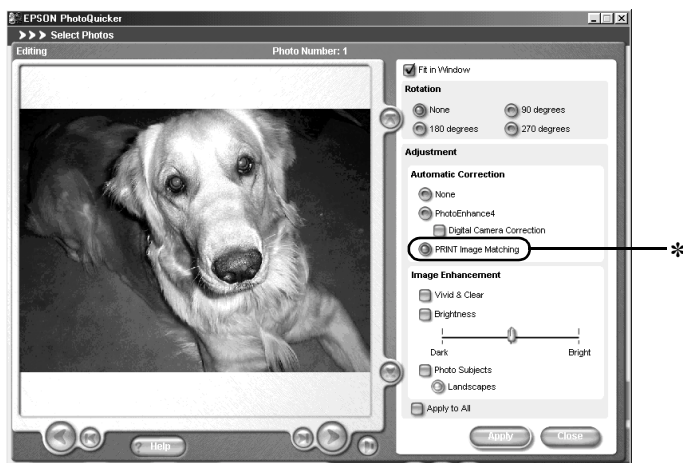 EPSON PhotoQuicker
>>> Select Photos
Editing Photo Number: 1
Fit in Window
Rotation
None 90 degrees
180 degrees 270 degrees
Adjustment
Automatic Correction
None
PhotoEnhance4
Digital Camera Correction
PRINT Image Matching *
Image Enhancement
Vivid & Clear
Brightness
Dark Bright
Photo Subjects
Landscapes
Apply to All
? Help
Apply Close